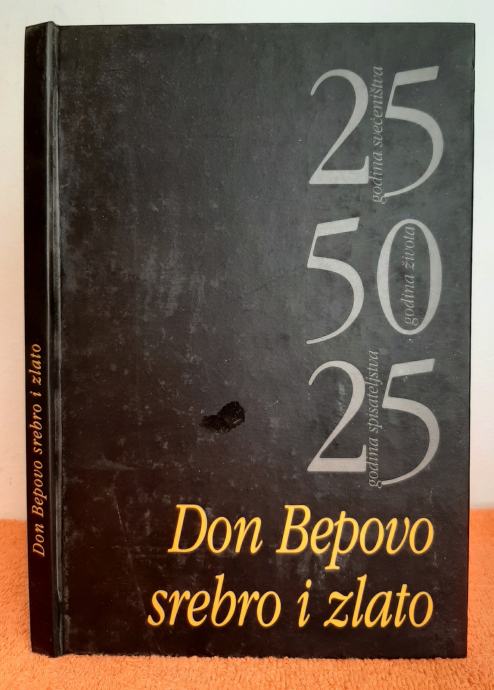 Don Bepovo srebro i zlato
25
godina svećeništva
50
godina života
25
godina spisateljstva
Don Bepovo
srebro i zlato